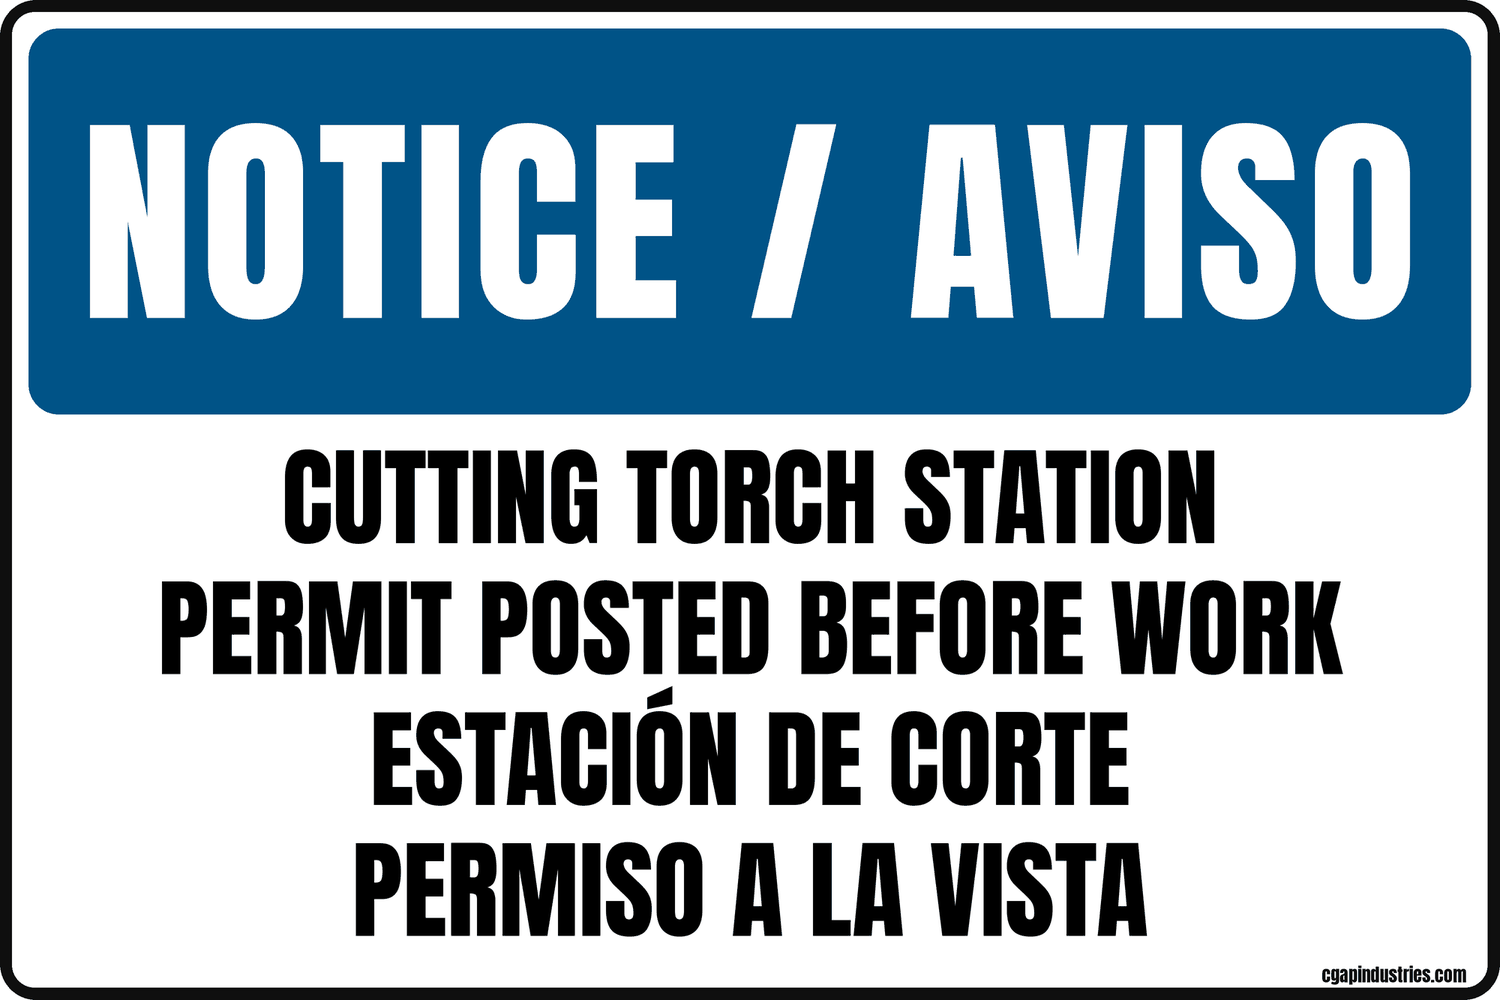 NOTICE / AVISO
CUTTING TORCH STATION
PERMIT POSTED BEFORE WORK
ESTACIÓN DE CORTE
PERMISO A LA VISTA
cgapindustries.com